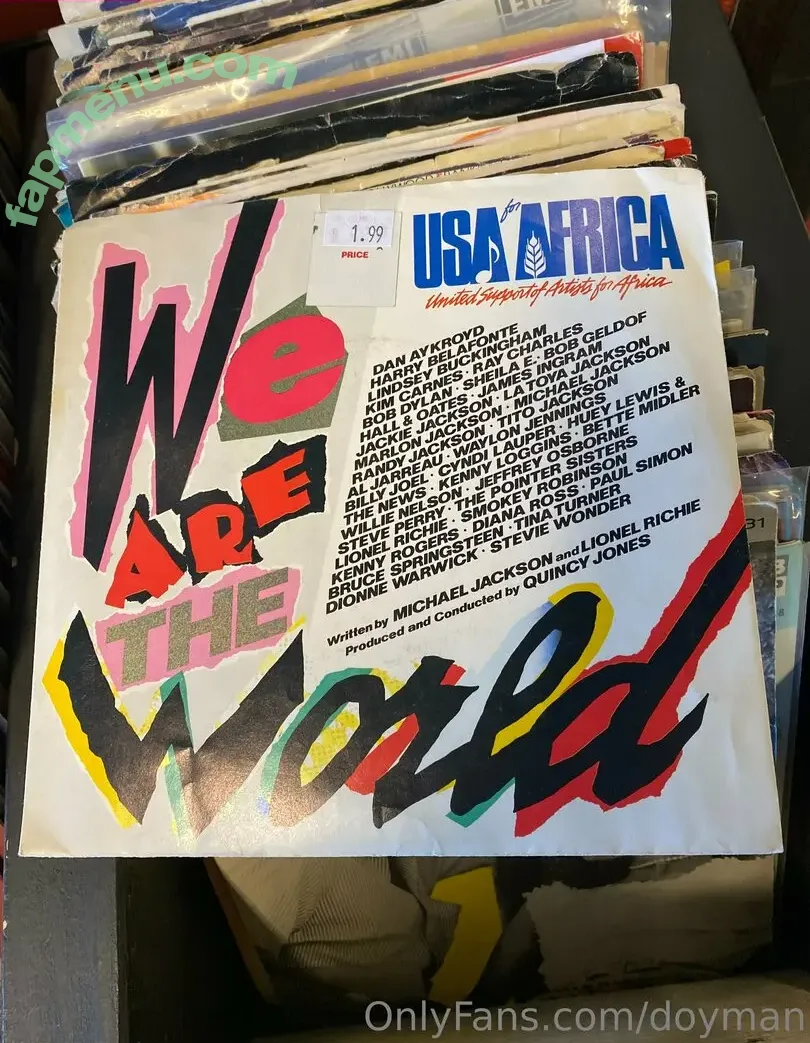 EMI
EMI
fapmenu.com
1.99
PRICE
USA for AFRICA
United Support of Artists for Africa
We
ARE
THE
World
DAN AYKROYD
HARRY BELAFONTE
LINDSEY BUCKINGHAM
KIM CARNES · RAY CHARLES
BOB DYLAN · SHEILA E · BOB GELDOF
HALL & OATES · JAMES INGRAM
JACKIE JACKSON · LA TOYA JACKSON
MARLON JACKSON · MICHAEL JACKSON
RANDY JACKSON · TITO JACKSON
AL JARREAU · WAYLON JENNINGS
BILLY JOEL · CYNDI LAUPER · HUEY LEWIS &
THE NEWS · KENNY LOGGINS · BETTE MIDLER
WILLIE NELSON · JEFFREY OSBORNE
STEVE PERRY · THE POINTER SISTERS
LIONEL RICHIE · SMOKEY ROBINSON
KENNY ROGERS · DIANA ROSS · PAUL SIMON
BRUCE SPRINGSTEEN · TINA TURNER
DIONNE WARWICK · STEVIE WONDER
Written by MICHAEL JACKSON and LIONEL RICHIE
Produced and Conducted by QUINCY JONES
31
OnlyFans.com/doyman